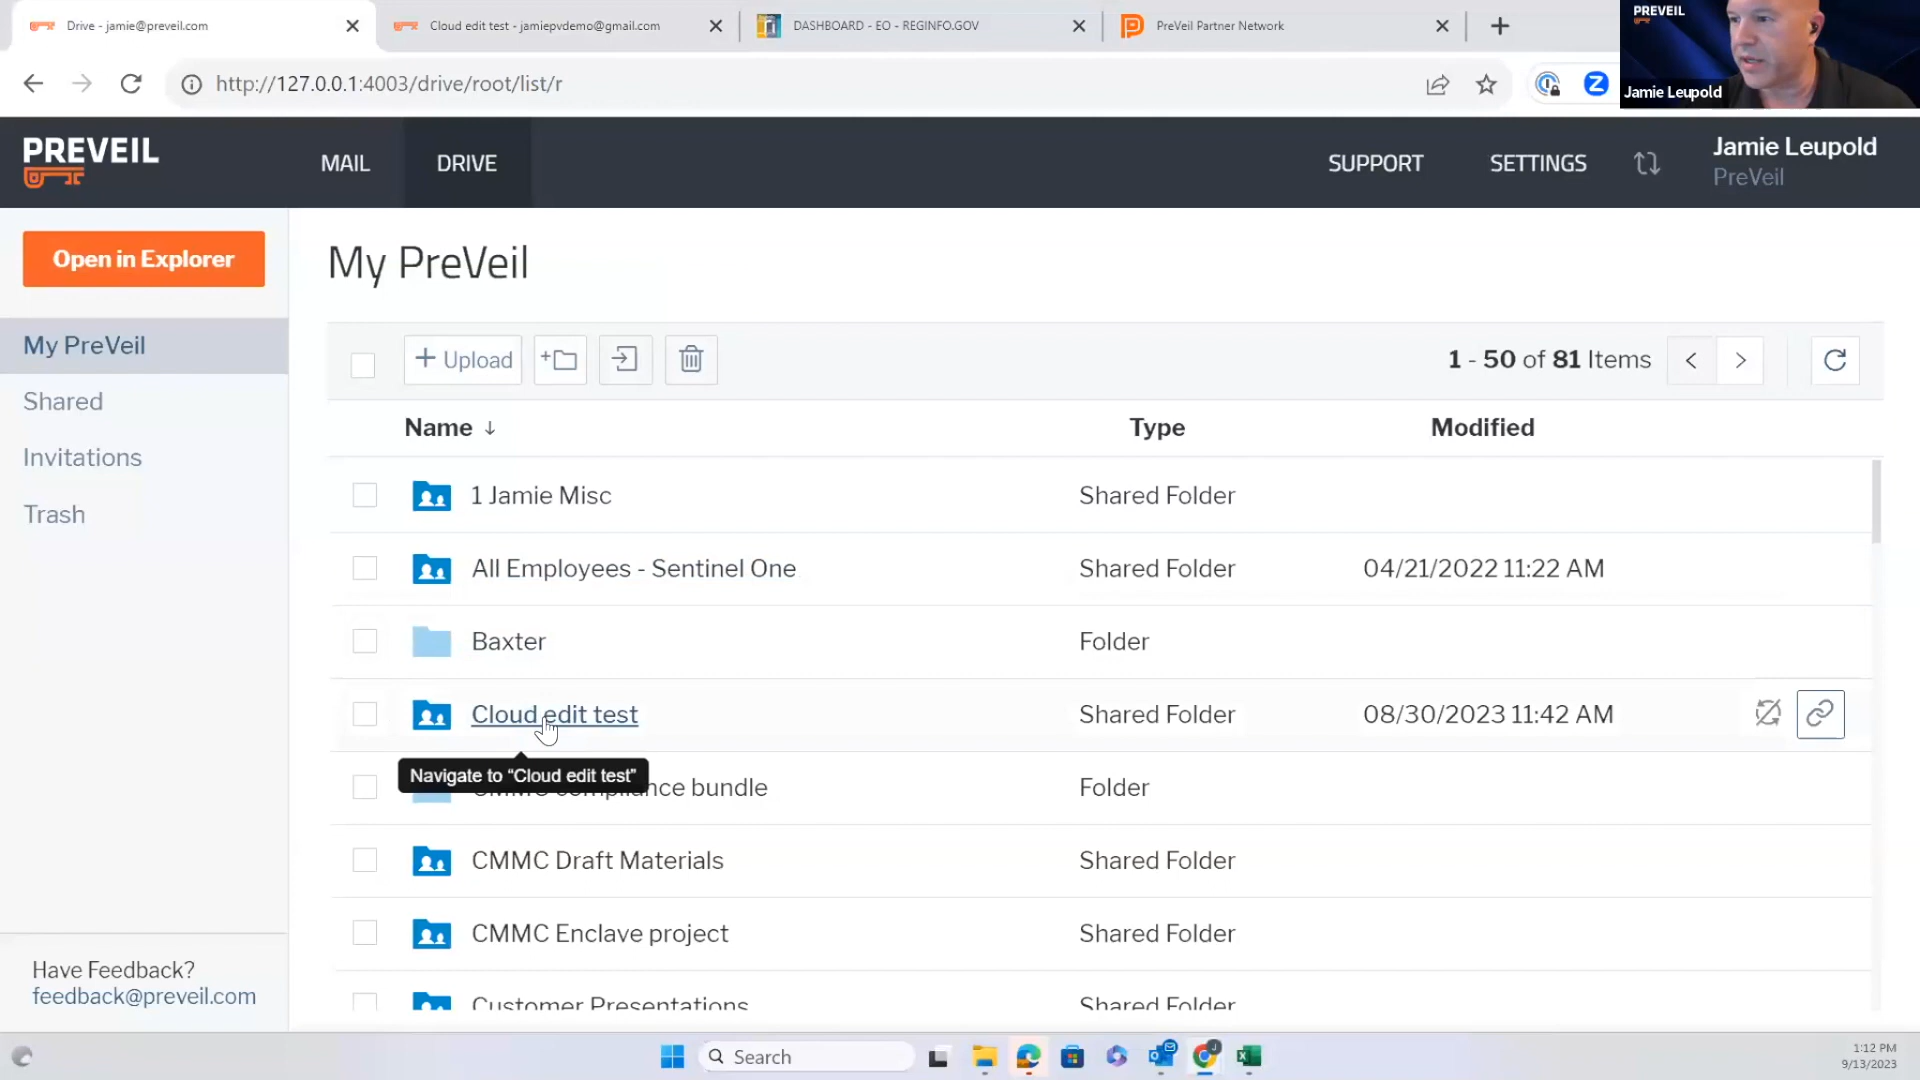 Drive - jamie@preveil.com
Cloud edit test - jamiepvdemo@gmail.com
DASHBOARD - EO - REGINFO.GOV
PreVeil Partner Network
PREVEIL
Jamie Leupold
http://127.0.0.1:4003/drive/root/list/r
PREVEIL
MAIL
DRIVE
SUPPORT
SETTINGS
Jamie Leupold
PreVeil
Open in Explorer
My PreVeil
Shared
Invitations
Trash
Have Feedback?
feedback@preveil.com
My PreVeil
+ Upload
1 - 50 of 81 Items
Name ↓ Type Modified
1 Jamie Misc Shared Folder
All Employees - Sentinel One Shared Folder 04/21/2022 11:22 AM
Baxter Folder
Cloud edit test Shared Folder 08/30/2023 11:42 AM
Navigate to “Cloud edit test”
CMMC compliance bundle Folder
CMMC Draft Materials Shared Folder
CMMC Enclave project Shared Folder
Customer Presentations Shared Folder
Search
1:12 PM
9/13/2023